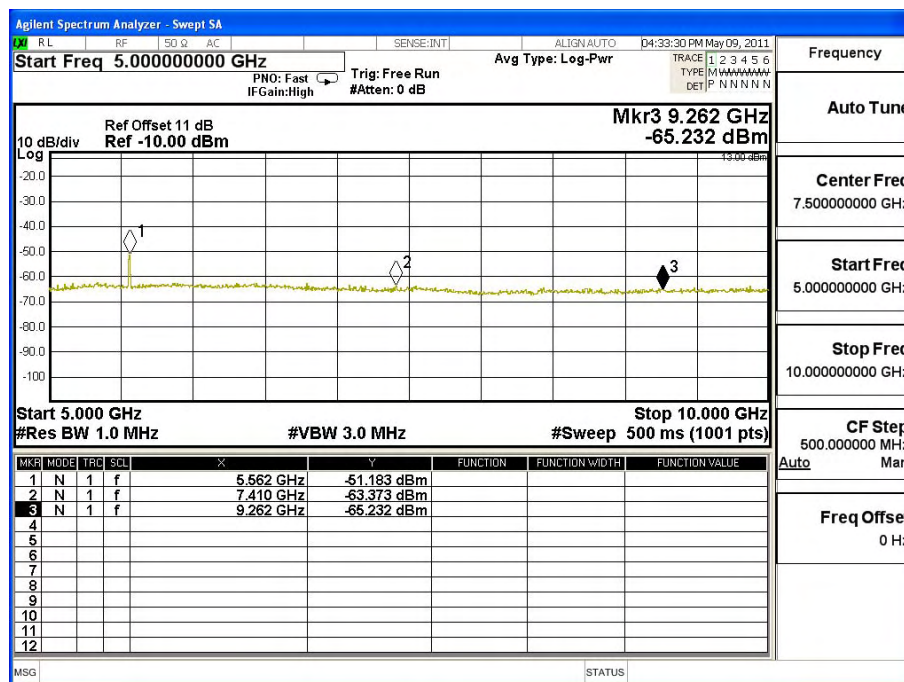 Agilent Spectrum Analyzer - Swept SA
LXI RL RF 50 Ω AC SENSE:INT ALIGN AUTO 04:33:30 PM May 09, 2011
Start Freq 5.000000000 GHz
PNO: Fast
IFGain:High
Trig: Free Run
#Atten: 0 dB
Avg Type: Log-Pwr
TRACE 1 2 3 4 5 6
TYPE M
DET P N N N N N
Mkr3 9.262 GHz
-65.232 dBm
Ref Offset 11 dB
10 dB/div Ref -10.00 dBm
Log
-13.00 dBm
-20.0
-30.0
-40.0
-50.0
-60.0
-70.0
-80.0
-90.0
-100
1
2
3
Start 5.000 GHz Stop 10.000 GHz
#Res BW 1.0 MHz #VBW 3.0 MHz #Sweep 500 ms (1001 pts)
MKR MODE TRC SCL X Y FUNCTION FUNCTION WIDTH FUNCTION VALUE
1 N 1 f 5.562 GHz -51.183 dBm
2 N 1 f 7.410 GHz -63.373 dBm
3 N 1 f 9.262 GHz -65.232 dBm
4
5
6
7
8
9
10
11
12
MSG STATUS
Frequency
Auto Tune
Center Freq
7.500000000 GHz
Start Freq
5.000000000 GHz
Stop Freq
10.000000000 GHz
CF Step
500.000000 MHz
Auto Man
Freq Offset
0 Hz